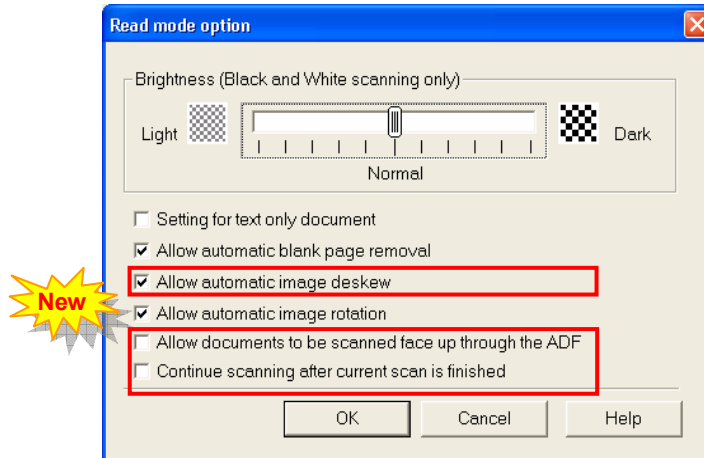 Read mode option
Brightness (Black and White scanning only)
Light
Dark
Normal
Setting for text only document
Allow automatic blank page removal
Allow automatic image deskew
New
Allow automatic image rotation
Allow documents to be scanned face up through the ADF
Continue scanning after current scan is finished
OK Cancel Help